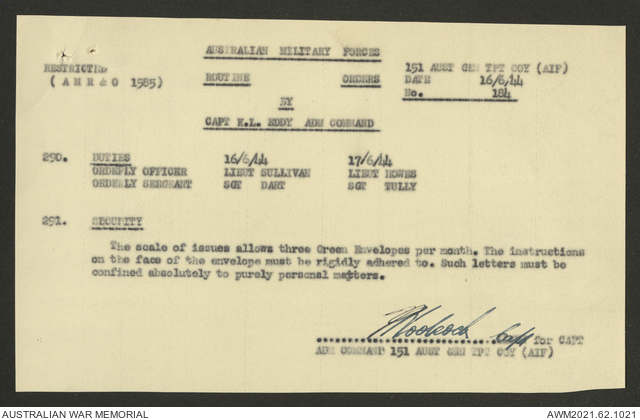 AUSTRALIAN MILITARY FORCES
RESTRICTED
( A M R & O 1585)
ROUTINE ORDERS
151 AUST GEN TPT COY (AIF)
DATE 16/6/44
No. 184
BY
CAPT K.L. EDDY ADM COMMAND
290. DUTIES 16/6/44 17/6/44
ORDERLY OFFICER LIEUT SULLIVAN LIEUT HOWES
ORDERLY SERGEANT SGT DART SGT TULLY
291. SECURITY
The scale of issues allows three Green Envelopes per month. The instructions
on the face of the envelope must be rigidly adhered to. Such letters must be
confined absolutely to purely personal matters.
Capt for CAPT
ADM COMMAND 151 AUST GEN TPT COY (AIF)
AUSTRALIAN WAR MEMORIAL
AWM2021.62.1021